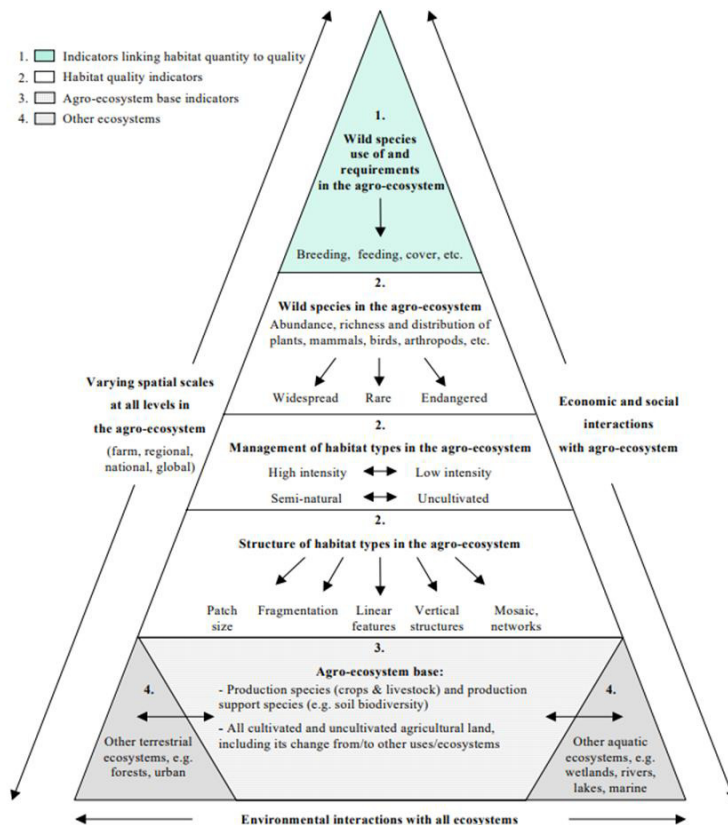 1. Indicators linking habitat quantity to quality
2. Habitat quality indicators
3. Agro-ecosystem base indicators
4. Other ecosystems
1.
Wild species
use of and
requirements
in the agro-ecosystem
Breeding, feeding, cover, etc.
2.
Wild species in the agro-ecosystem
Abundance, richness and distribution of
plants, mammals, birds, arthropods, etc.
Widespread Rare Endangered
Varying spatial scales
at all levels in
the agro-ecosystem
(farm, regional,
national, global)
Economic and social
interactions
with agro-ecosystem
2.
Management of habitat types in the agro-ecosystem
High intensity Low intensity
Semi-natural Uncultivated
2.
Structure of habitat types in the agro-ecosystem
Patch
size
Fragmentation
Linear
features
Vertical
structures
Mosaic,
networks
3.
Agro-ecosystem base:
- Production species (crops & livestock) and production
support species (e.g. soil biodiversity)
- All cultivated and uncultivated agricultural land,
including its change from/to other uses/ecosystems
4.
Other terrestrial
ecosystems, e.g.
forests, urban
4.
Other aquatic
ecosystems, e.g.
wetlands, rivers,
lakes, marine
Environmental interactions with all ecosystems